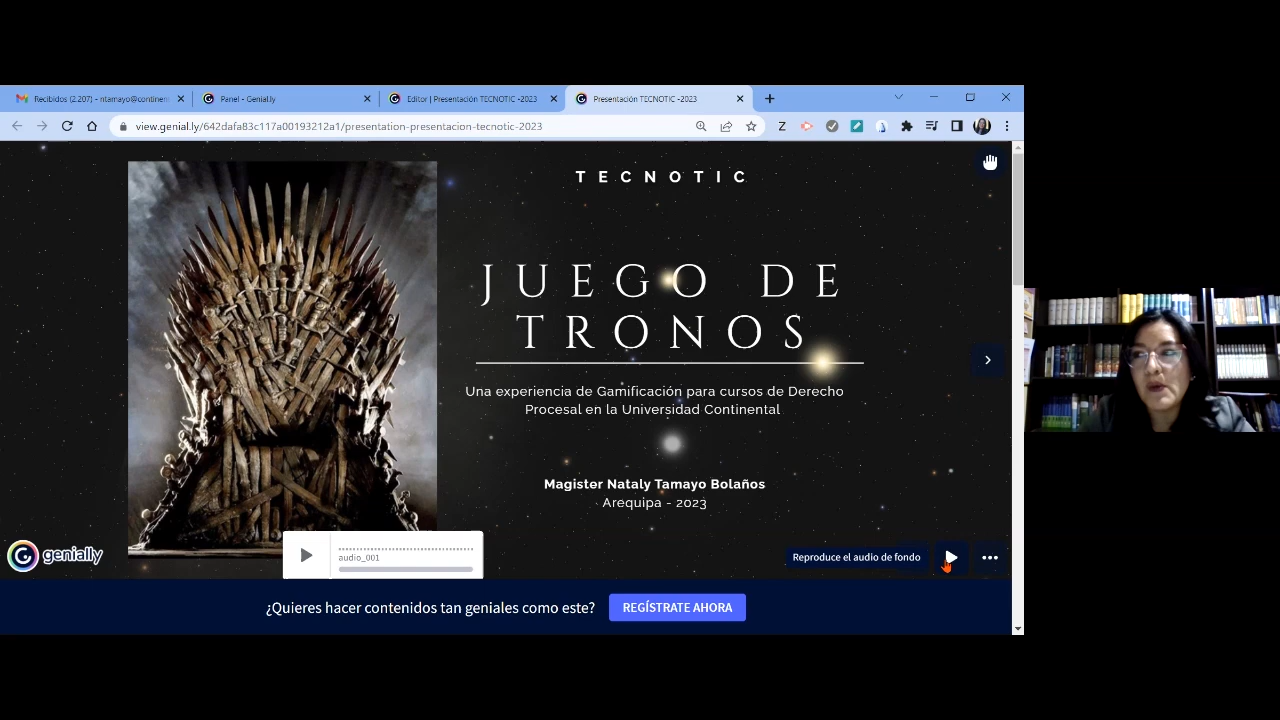 Recibidos (2.207) - ntamayo@continen
Panel - Genial.ly
Editor | Presentación TECNOTIC -2023
Presentación TECNOTIC -2023
view.genial.ly/642dafa83c117a00193212a1/presentation-presentacion-tecnotic-2023
TECNOTIC
JUEGO DE
TRONOS
Una experiencia de Gamificación para cursos de Derecho
Procesal en la Universidad Continental
Magister Nataly Tamayo Bolaños
Arequipa - 2023
audio_001
genially
Reproduce el audio de fondo
¿Quieres hacer contenidos tan geniales como este?
REGÍSTRATE AHORA